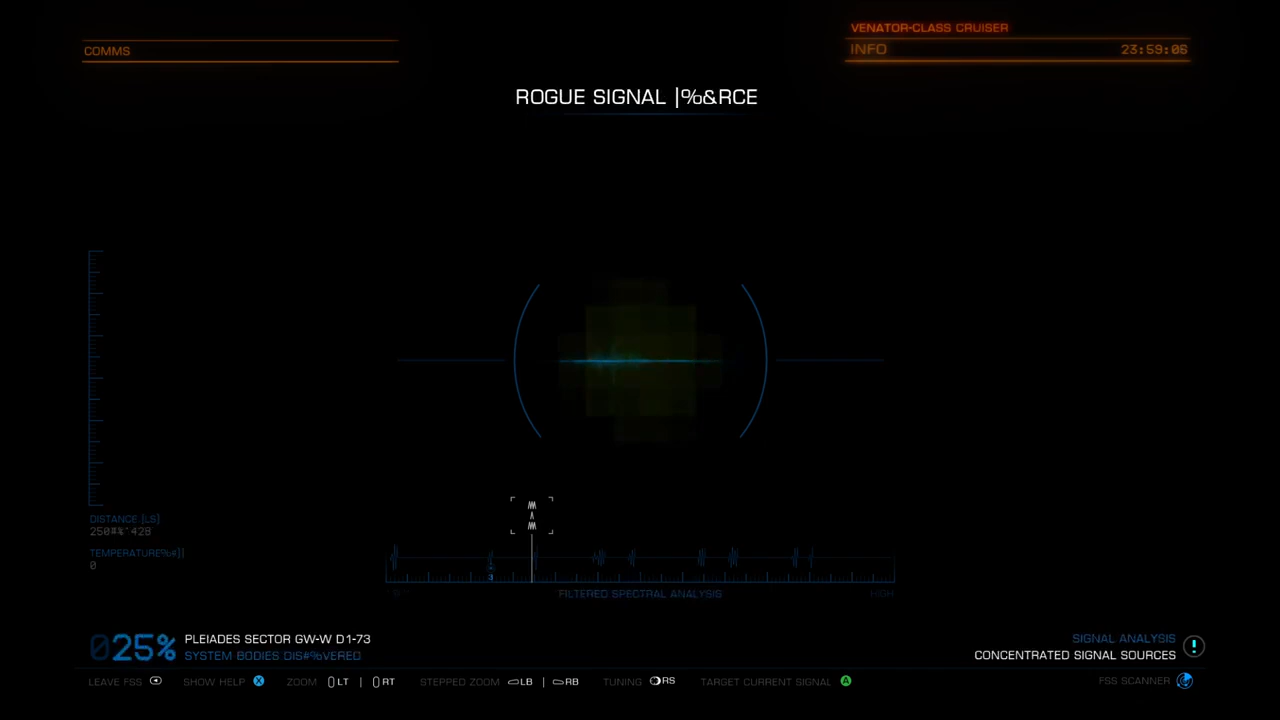 VENATOR-CLASS CRUISER
COMMS
INFO 23:59:06
ROGUE SIGNAL |%&RCE
DISTANCE [LS]
TEMPERATURE%#]|
0
FILTERED SPECTRAL ANALYSIS
HIGH
025% PLEIADES SECTOR GW-W D1-73
SYSTEM BODIES DIS#%VERED
SIGNAL ANALYSIS
CONCENTRATED SIGNAL SOURCES
LEAVE FSS SHOW HELP X ZOOM LT | RT STEPPED ZOOM LB | RB TUNING RS TARGET CURRENT SIGNAL A FSS SCANNER